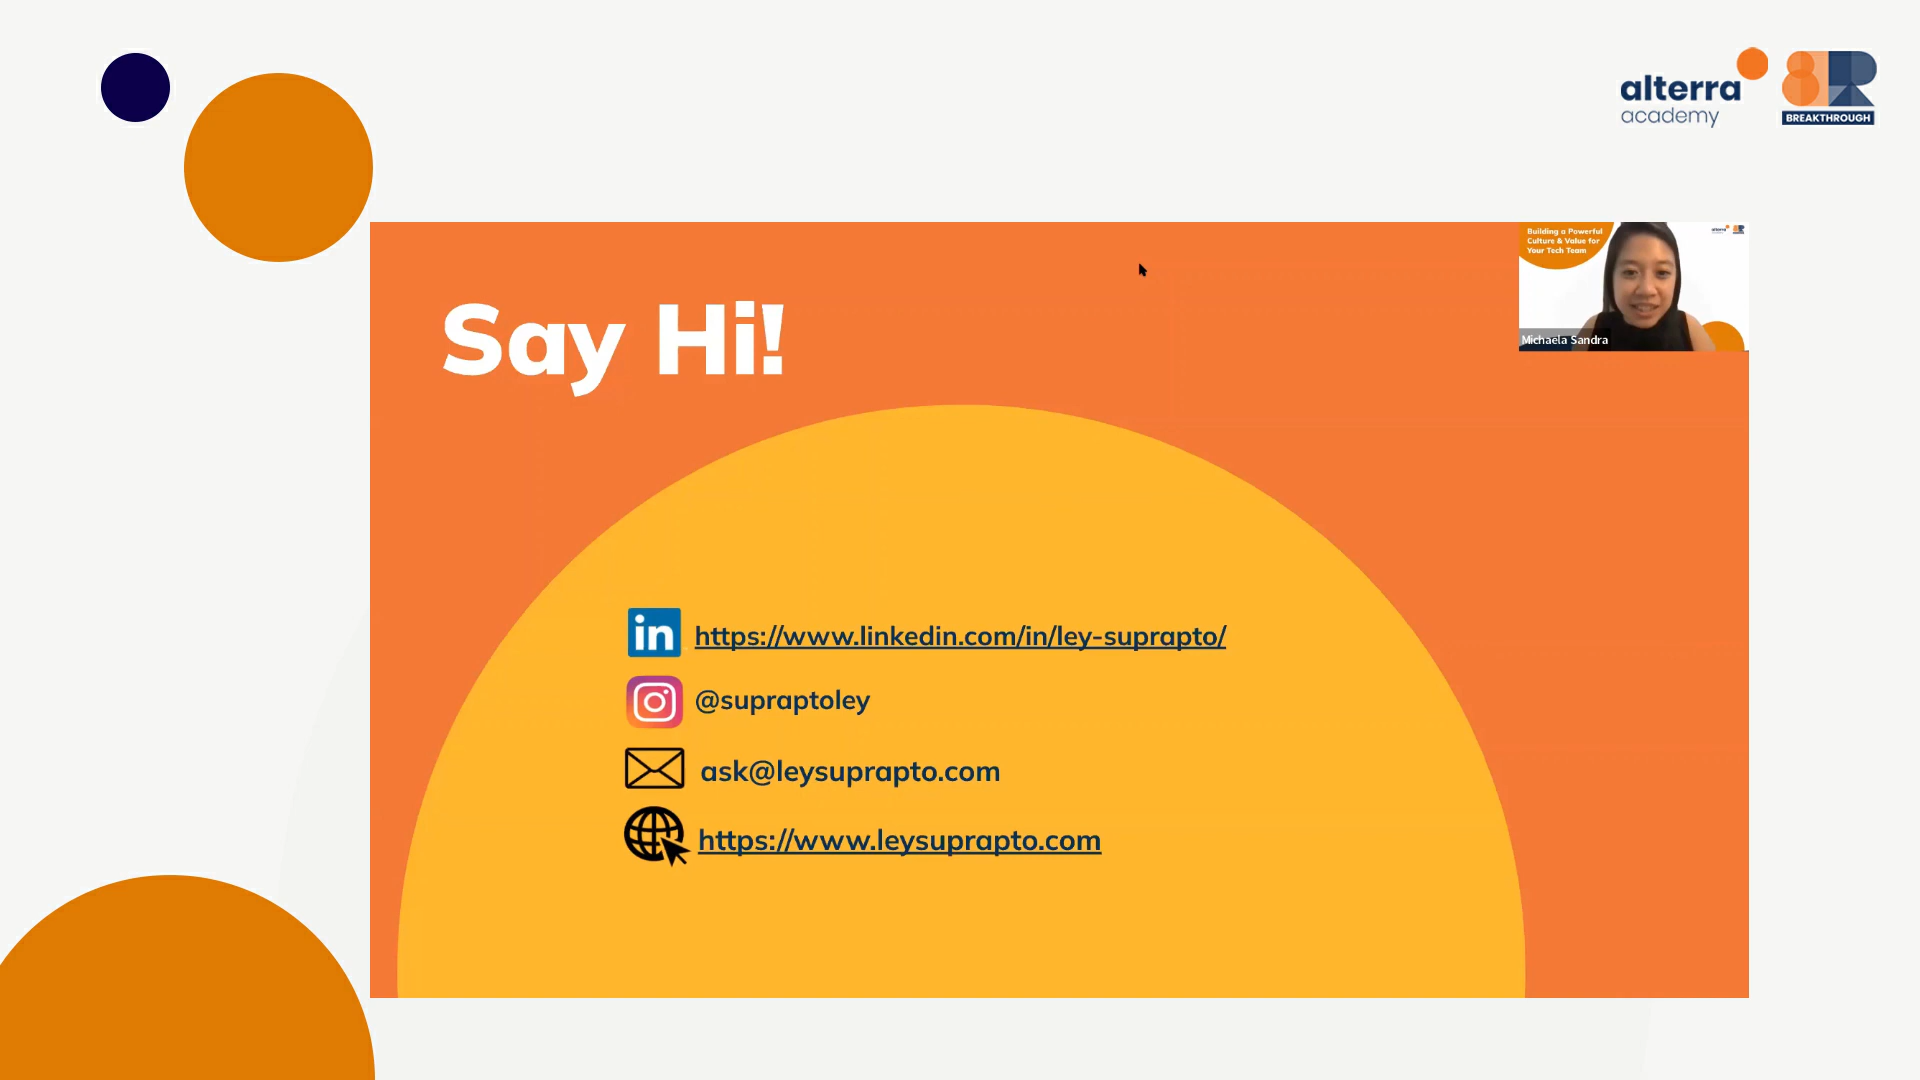 alterra
academy
BREAKTHROUGH
Building a Powerful
Culture & Value for
Your Tech Team
Michaela Sandra
Say Hi!
in
https://www.linkedin.com/in/ley-suprapto/
@supraptoley
ask@leysuprapto.com
https://www.leysuprapto.com